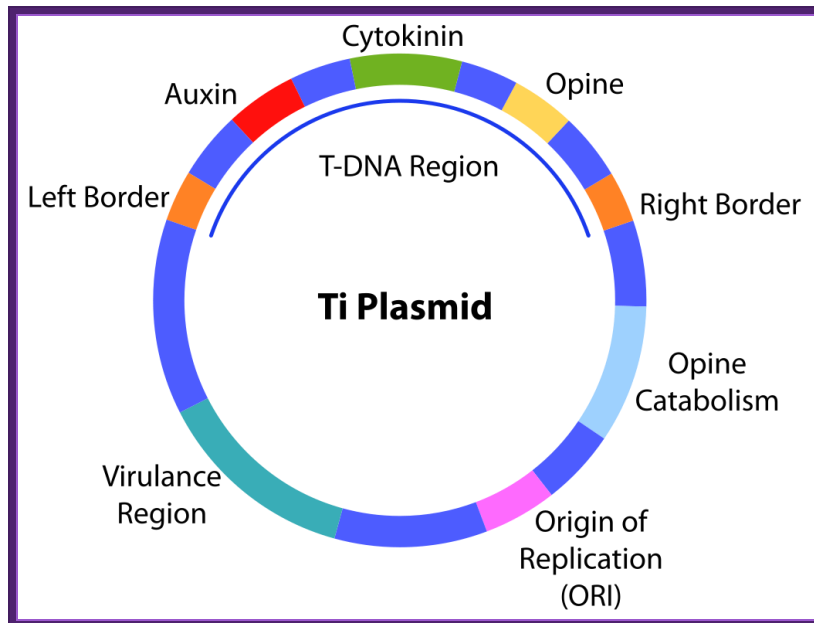 Cytokinin
Auxin
Opine
T-DNA Region
Left Border
Right Border
Ti Plasmid
Opine
Catabolism
Virulance
Region
Origin of
Replication
(ORI)